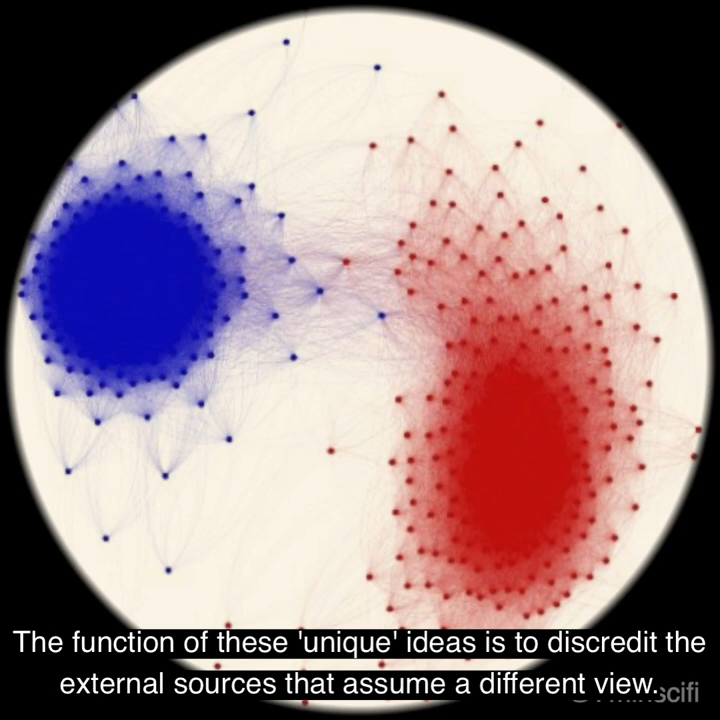 The function of these 'unique' ideas is to discredit the
external sources that assume a different view.